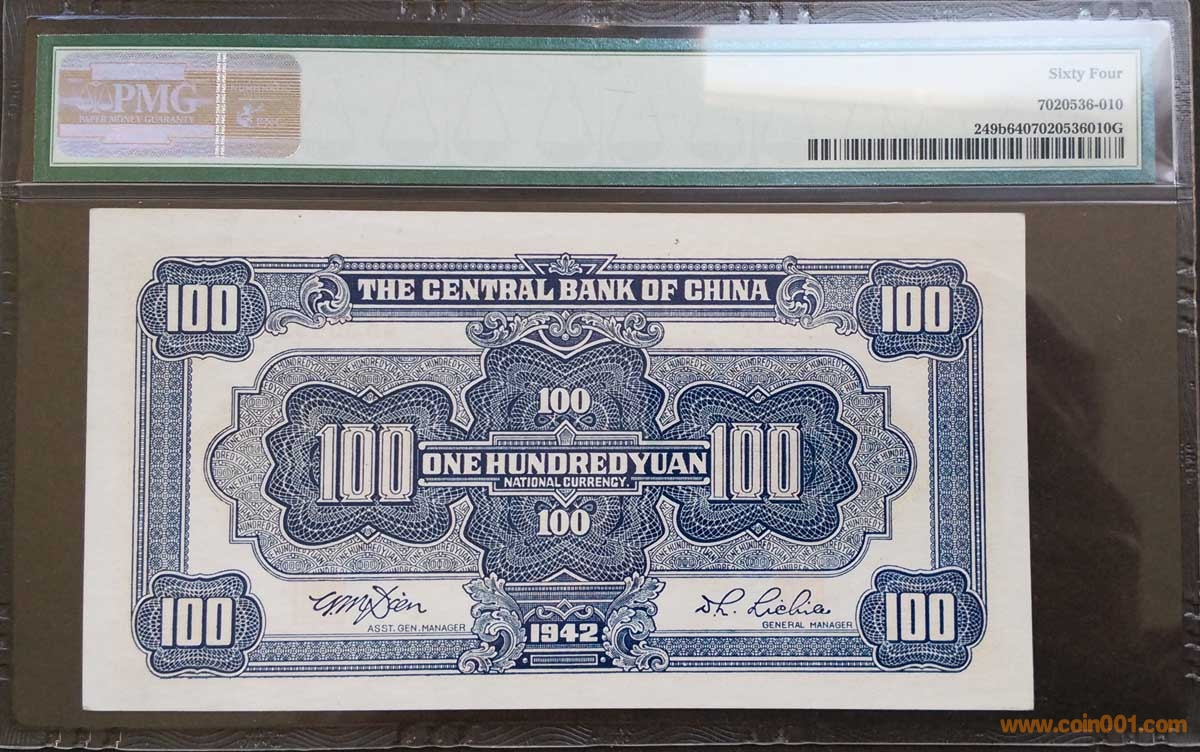 PMG
PAPER MONEY GUARANTY
Sixty Four
7020536-010
249b6407020536010G
THE CENTRAL BANK OF CHINA
100
100
100
100
100
ONE HUNDRED YUAN
NATIONAL CURRENCY.
100
ASST. GEN. MANAGER
GENERAL MANAGER
100
1942
100
www.coin001.com